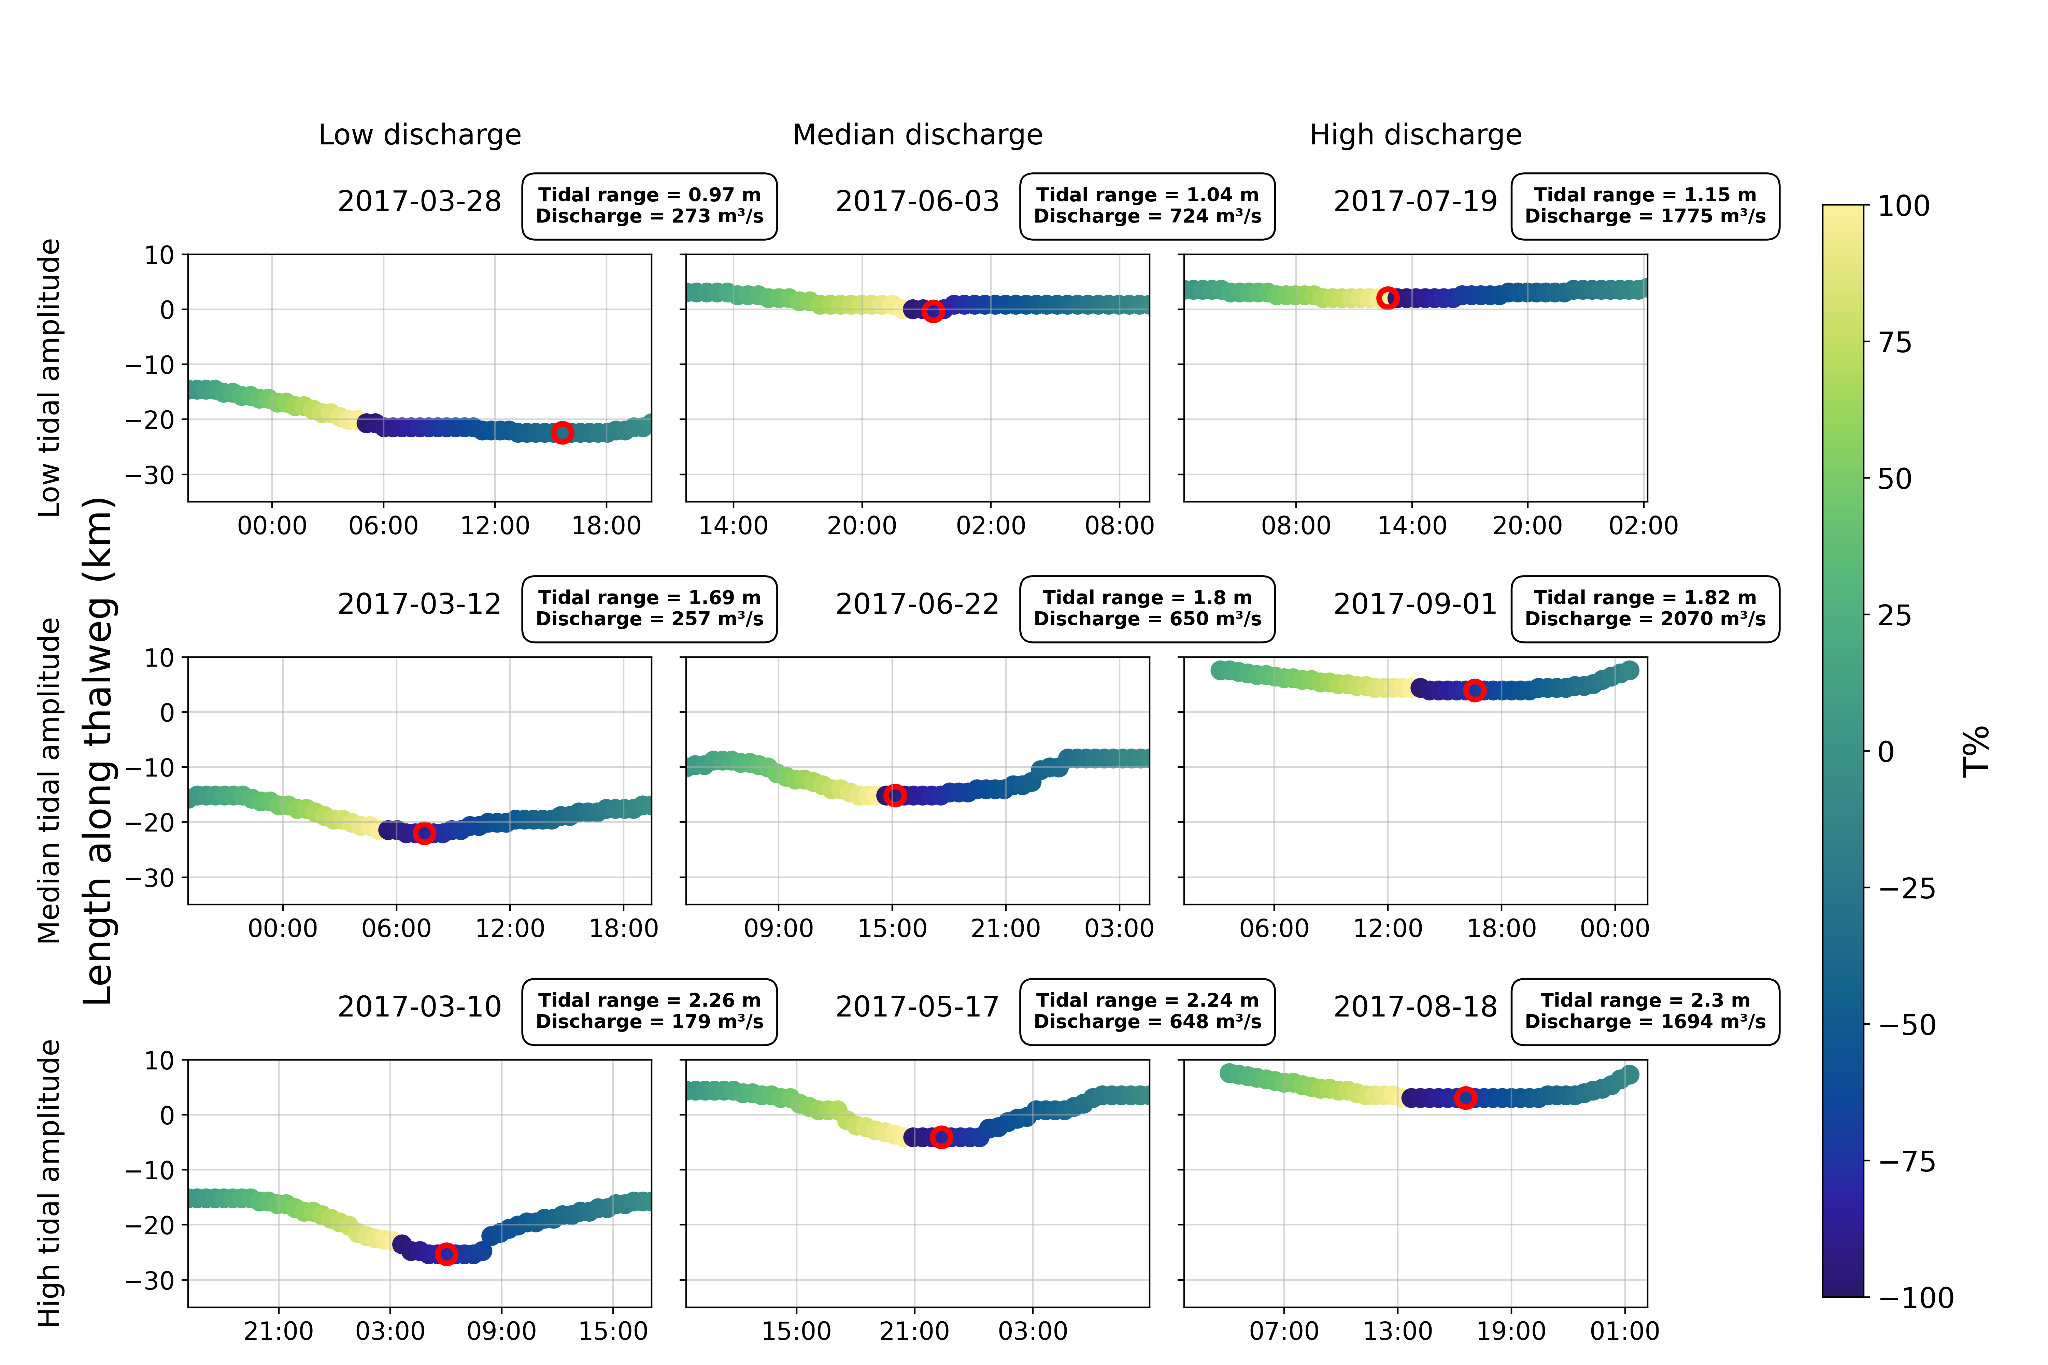 Low discharge
Median discharge
High discharge
2017-03-28
Tidal range = 0.97 m
Discharge = 273 m³/s
2017-06-03
Tidal range = 1.04 m
Discharge = 724 m³/s
2017-07-19
Tidal range = 1.15 m
Discharge = 1775 m³/s
Low tidal amplitude
10
0
−10
−20
−30
00:00 06:00 12:00 18:00
14:00 20:00 02:00 08:00
08:00 14:00 20:00 02:00
Length along thalweg (km)
2017-03-12
Tidal range = 1.69 m
Discharge = 257 m³/s
2017-06-22
Tidal range = 1.8 m
Discharge = 650 m³/s
2017-09-01
Tidal range = 1.82 m
Discharge = 2070 m³/s
Median tidal amplitude
10
0
−10
−20
−30
00:00 06:00 12:00 18:00
09:00 15:00 21:00 03:00
06:00 12:00 18:00 00:00
2017-03-10
Tidal range = 2.26 m
Discharge = 179 m³/s
2017-05-17
Tidal range = 2.24 m
Discharge = 648 m³/s
2017-08-18
Tidal range = 2.3 m
Discharge = 1694 m³/s
High tidal amplitude
10
0
−10
−20
−30
21:00 03:00 09:00 15:00
15:00 21:00 03:00
07:00 13:00 19:00 01:00
100
75
50
25
0
−25
−50
−75
−100
T%